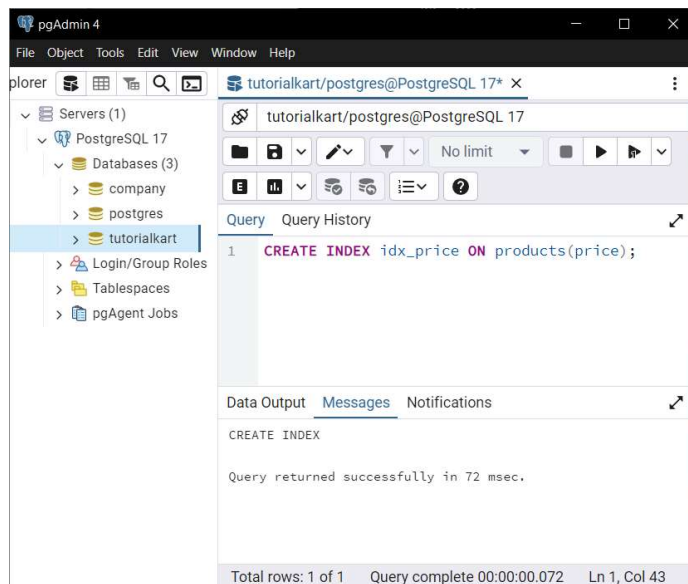 pgAdmin 4
File Object Tools Edit View Window Help
plorer
tutorialkart/postgres@PostgreSQL 17*
Servers (1)
PostgreSQL 17
Databases (3)
company
postgres
tutorialkart
Login/Group Roles
Tablespaces
pgAgent Jobs
tutorialkart/postgres@PostgreSQL 17
No limit
E
Query Query History
1 CREATE INDEX idx_price ON products(price);
Data Output Messages Notifications
CREATE INDEX
Query returned successfully in 72 msec.
Total rows: 1 of 1 Query complete 00:00:00.072 Ln 1, Col 43